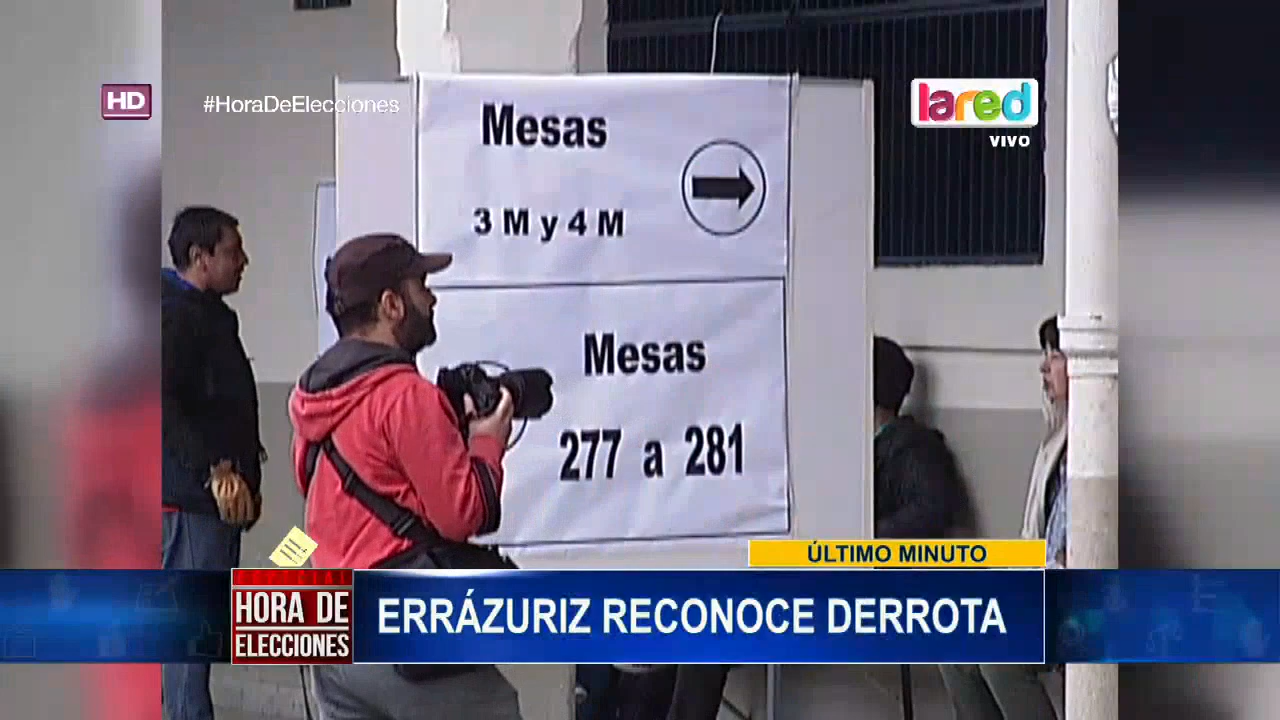 HD
#HoraDeElecciones
lared
VIVO
Mesas
3 M y 4 M
Mesas
277 a 281
ÚLTIMO MINUTO
HORA DE
ELECCIONES
ERRÁZURIZ RECONOCE DERROTA